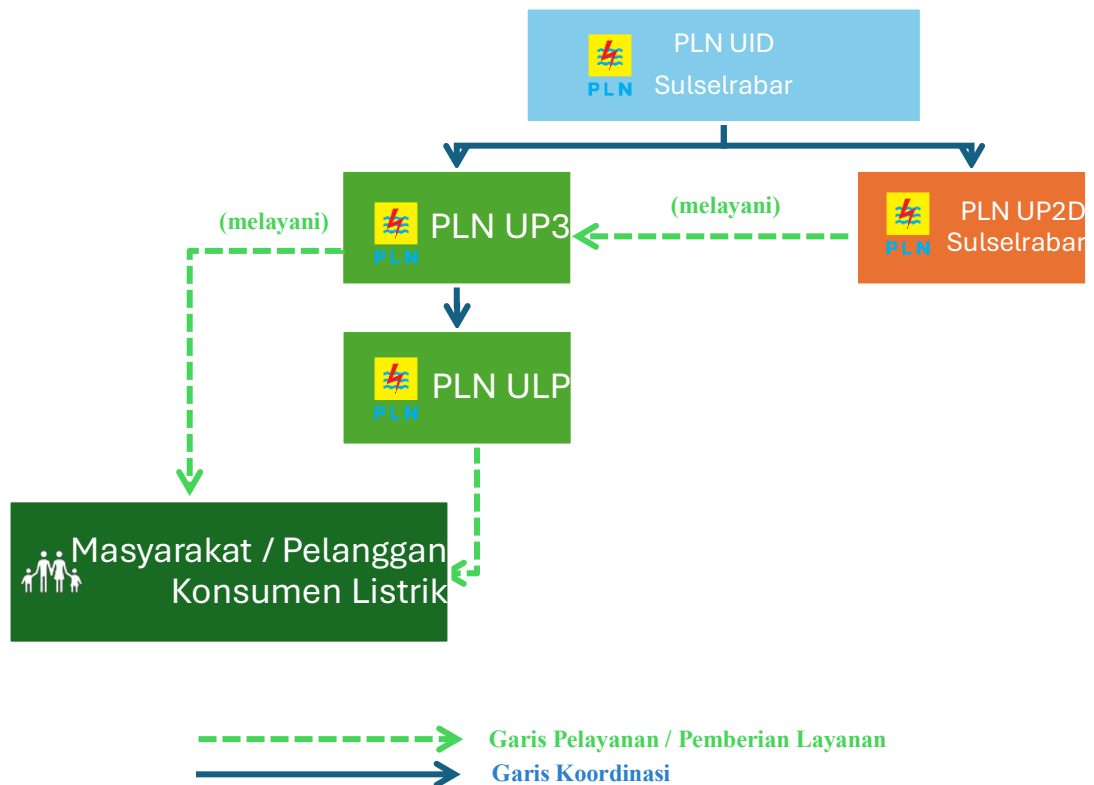 PLN UID
PLN
Sulselrabar
(melayani)
PLN
PLN UP3
(melayani)
PLN
PLN UP2D
Sulselrabar
PLN
PLN ULP
Masyarakat / Pelanggan
Konsumen Listrik
Garis Pelayanan / Pemberian Layanan
Garis Koordinasi